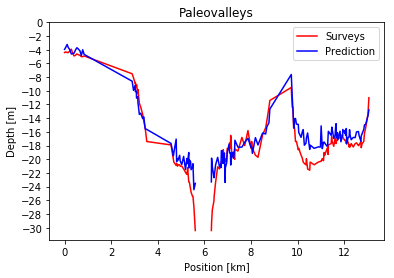 Paleovalleys
Surveys
Prediction
Depth [m]
0
−2
−4
−6
−8
−10
−12
−14
−16
−18
−20
−22
−24
−26
−28
−30
0 2 4 6 8 10 12
Position [km]